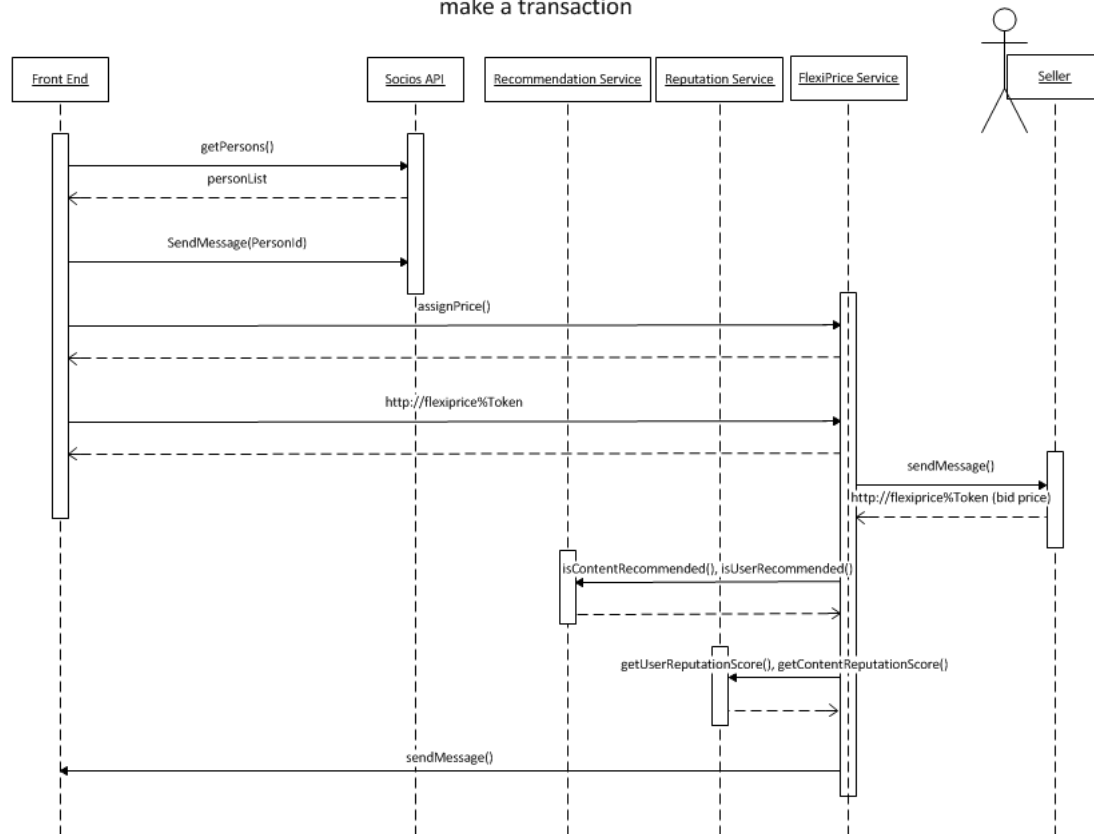 make a transaction
Front End
Socios API
Recommendation Service
Reputation Service
FlexiPrice Service
Seller
getPersons()
personList
SendMessage(PersonId)
assignPrice()
http://flexiprice%Token
sendMessage()
http://flexiprice%Token (bid price)
isContentRecommended(), isUserRecommended()
getUserReputationScore(), getContentReputationScore()
sendMessage()